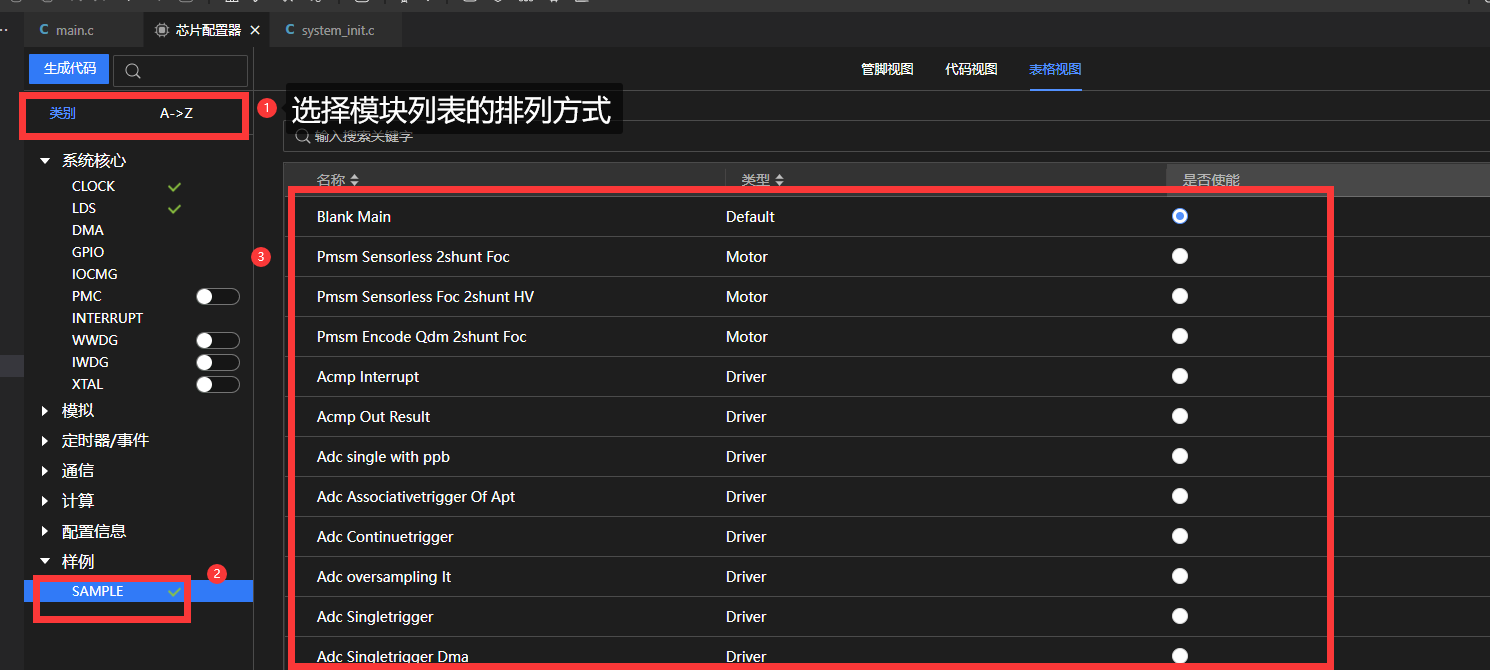 C main.c
芯片配置器
C system_init.c
生成代码
管脚视图
代码视图
表格视图
类别
A->Z
1
选择模块列表的排列方式
输入搜索关键字
系统核心
名称
类型
是否使能
CLOCK
LDS
DMA
GPIO
IOCMG
PMC
INTERRUPT
WWDG
IWDG
XTAL
模拟
定时器/事件
通信
计算
配置信息
样例
SAMPLE
2
3
Blank Main Default
Pmsm Sensorless 2shunt Foc Motor
Pmsm Sensorless Foc 2shunt HV Motor
Pmsm Encode Qdm 2shunt Foc Motor
Acmp Interrupt Driver
Acmp Out Result Driver
Adc single with ppb Driver
Adc Associativetrigger Of Apt Driver
Adc Continuetrigger Driver
Adc oversampling It Driver
Adc Singletrigger Driver
Adc Singletrigger Dma Driver